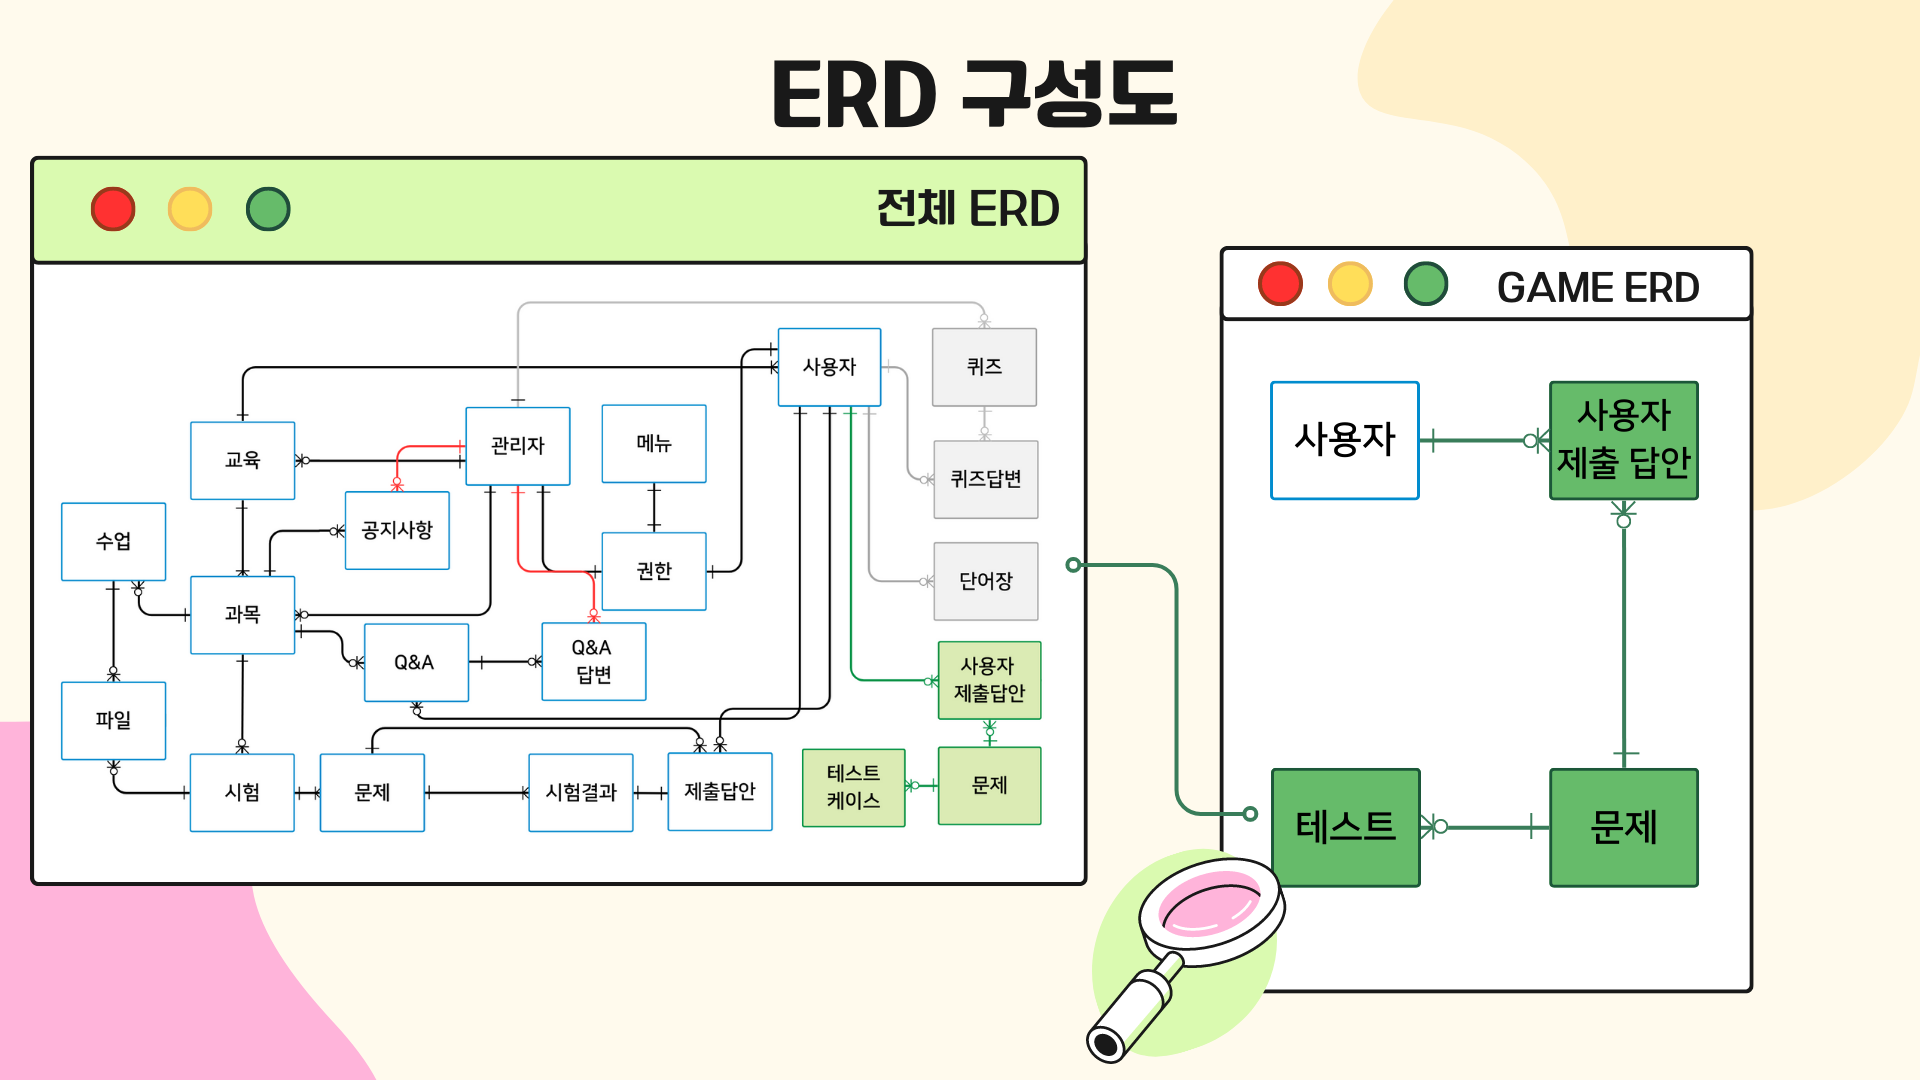 ERD 구성도
전체 ERD
GAME ERD
사용자
퀴즈
교육
관리자
메뉴
퀴즈답변
수업
공지사항
권한
단어장
과목
Q&A
Q&A
답변
사용자
제출답안
파일
시험
문제
시험결과
제출답안
테스트
케이스
문제
사용자
사용자
제출 답안
테스트
문제